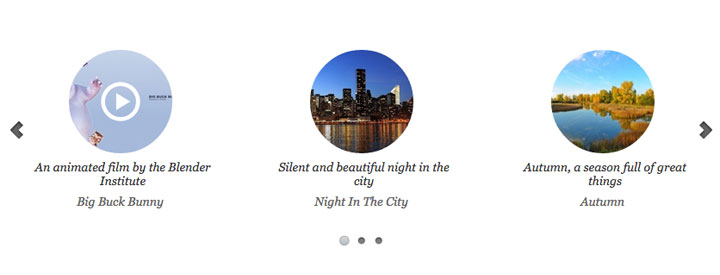 BIG BUCK BU
An animated film by the Blender
Institute
Big Buck Bunny
Silent and beautiful night in the
city
Night In The City
Autumn, a season full of great
things
Autumn